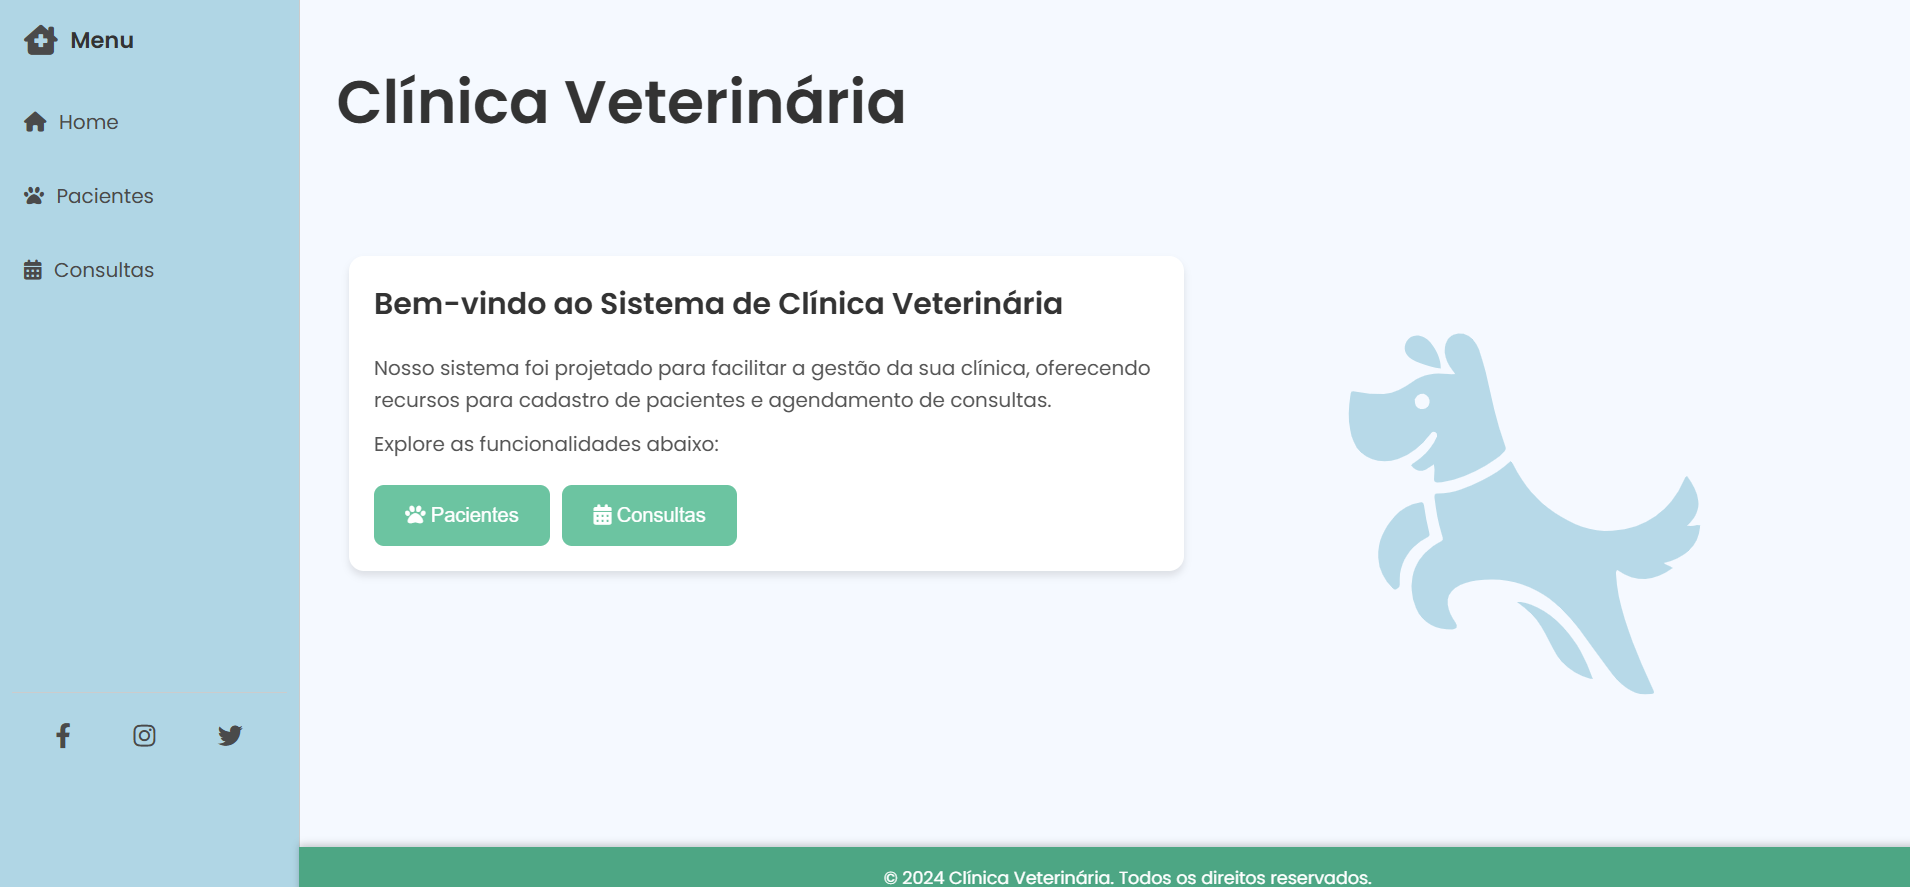 Menu
Home
Pacientes
Consultas
Clínica Veterinária
Bem-vindo ao Sistema de Clínica Veterinária
Nosso sistema foi projetado para facilitar a gestão da sua clínica, oferecendo
recursos para cadastro de pacientes e agendamento de consultas.
Explore as funcionalidades abaixo:
Pacientes
Consultas
© 2024 Clínica Veterinária. Todos os direitos reservados.